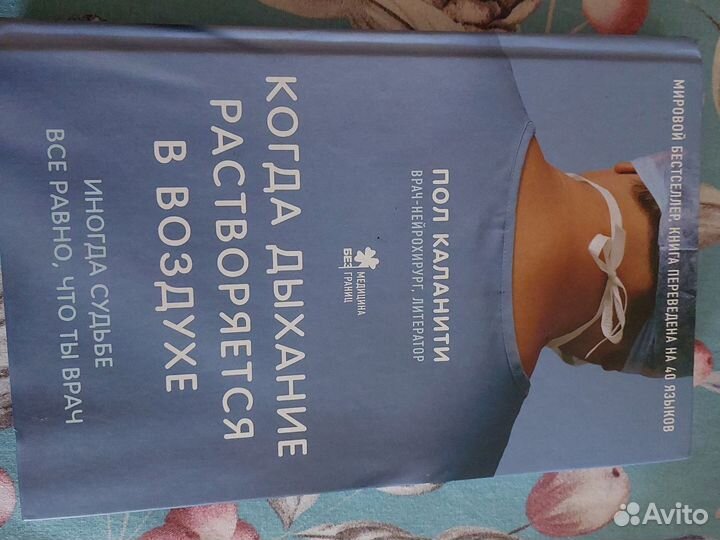 МИРОВОЙ БЕСТСЕЛЛЕР. КНИГА ПЕРЕВЕДЕНА НА 40 ЯЗЫКОВ
ПОЛ КАЛАНИТИ
ВРАЧ-НЕЙРОХИРУРГ, ЛИТЕРАТОР
МЕДИЦИНА
БЕЗ ГРАНИЦ
КОГДА ДЫХАНИЕ
РАСТВОРЯЕТСЯ
В ВОЗДУХЕ
ИНОГДА СУДЬБЕ
ВСЕ РАВНО, ЧТО ТЫ ВРАЧ
Avito